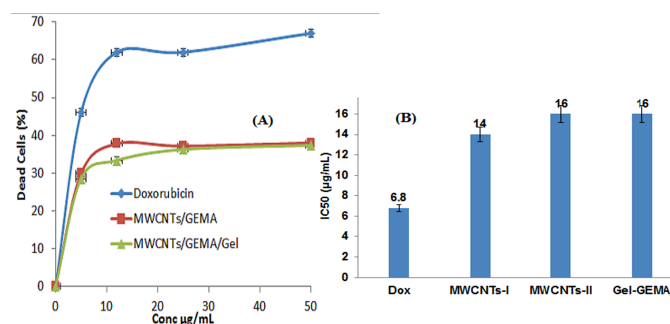 70
60
50
40
30
20
10
0
Dead Cells (%)
(A)
Doxorubicin
MWCNTs/GEMA
MWCNTs/GEMA/Gel
0 10 20 30 40 50
Conc µg/mL
(B)
16
14
12
10
8
6
4
2
0
IC50 (µg/mL)
6.8
14
16
16
Dox MWCNTs-I MWCNTs-II Gel-GEMA